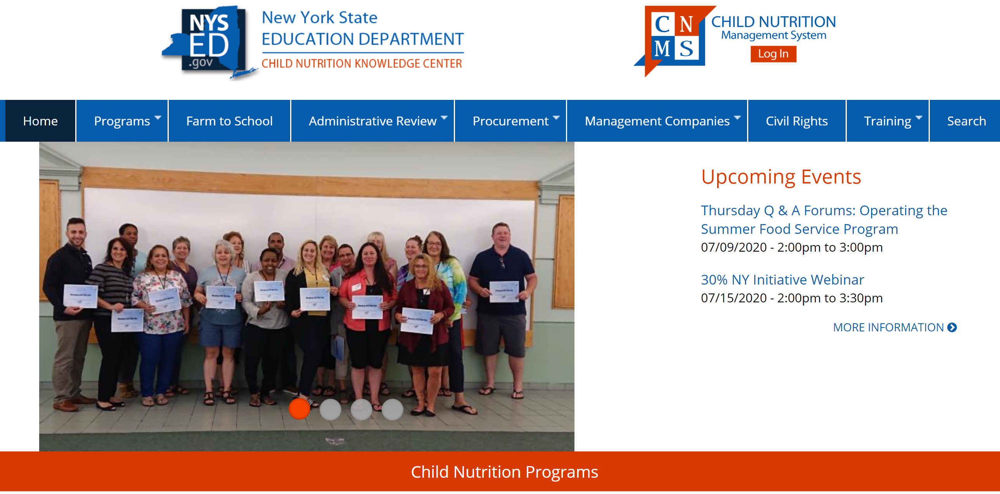 NYS
ED
.gov
New York State
EDUCATION DEPARTMENT
CHILD NUTRITION KNOWLEDGE CENTER
C N
M S
CHILD NUTRITION
Management System
Log In
Home Programs Farm to School Administrative Review Procurement Management Companies Civil Rights Training Search
Upcoming Events
Thursday Q & A Forums: Operating the
Summer Food Service Program
07/09/2020 - 2:00pm to 3:00pm
30% NY Initiative Webinar
07/15/2020 - 2:00pm to 3:30pm
MORE INFORMATION
Child Nutrition Programs